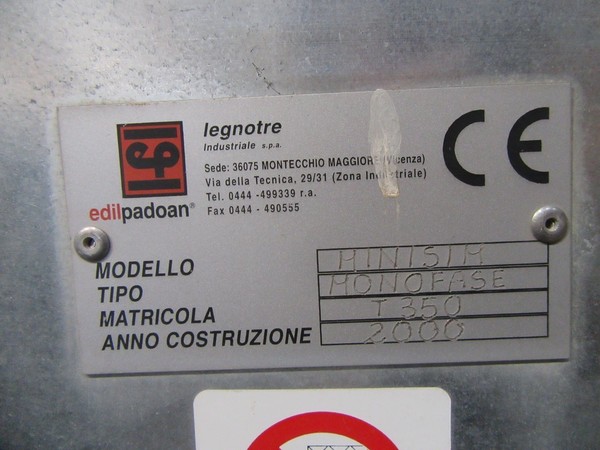 legnotre
Industriale s.p.a.
Sede: 36075 MONTECCHIO MAGGIORE (Vicenza)
Via della Tecnica, 29/31 (Zona Industriale)
Tel. 0444 -499339 r.a.
Fax 0444 - 490555
edilpadoan®
CE
MODELLO MINISIM
TIPO MONOFASE
MATRICOLA T 350
ANNO COSTRUZIONE 2000